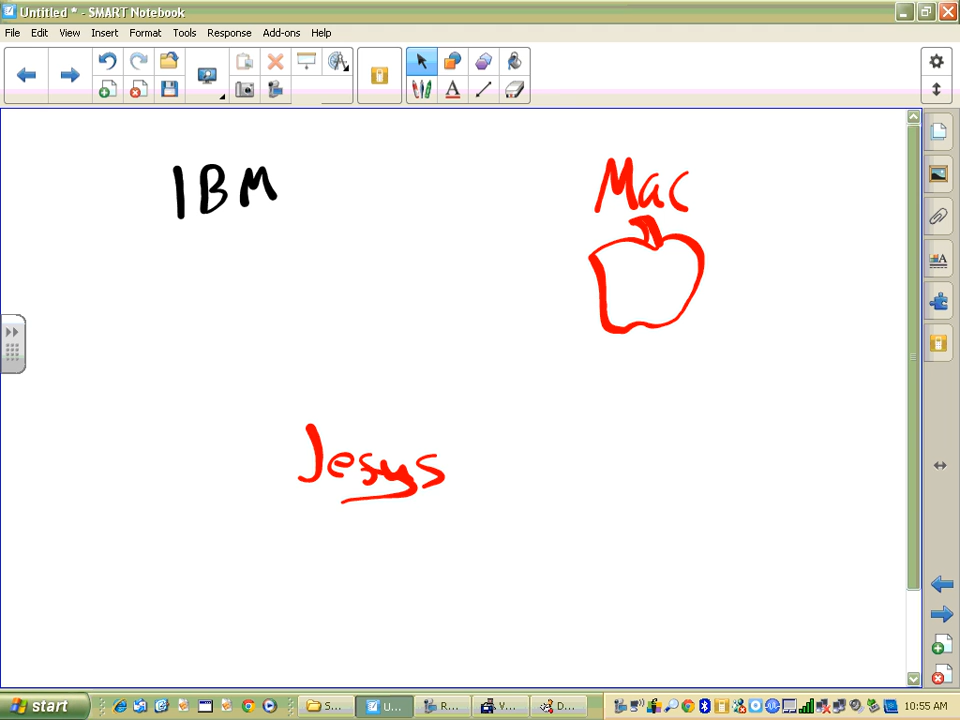 Untitled * - SMART Notebook
File Edit View Insert Format Tools Response Add-ons Help
IBM
Mac
Jesys
start S... U... R... Y... D... 10:55 AM